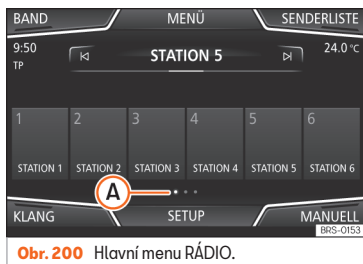 BAND MENÜ SENDERLISTE
9:50 STATION 5 24.0 °C
TP
1 2 3 4 5 6
STATION 1 STATION 2 STATION 3 STATION 4 STATION 5 STATION 6
A
KLANG SETUP MANUELL
BRS-0153
Obr. 200 Hlavní menu RÁDIO.